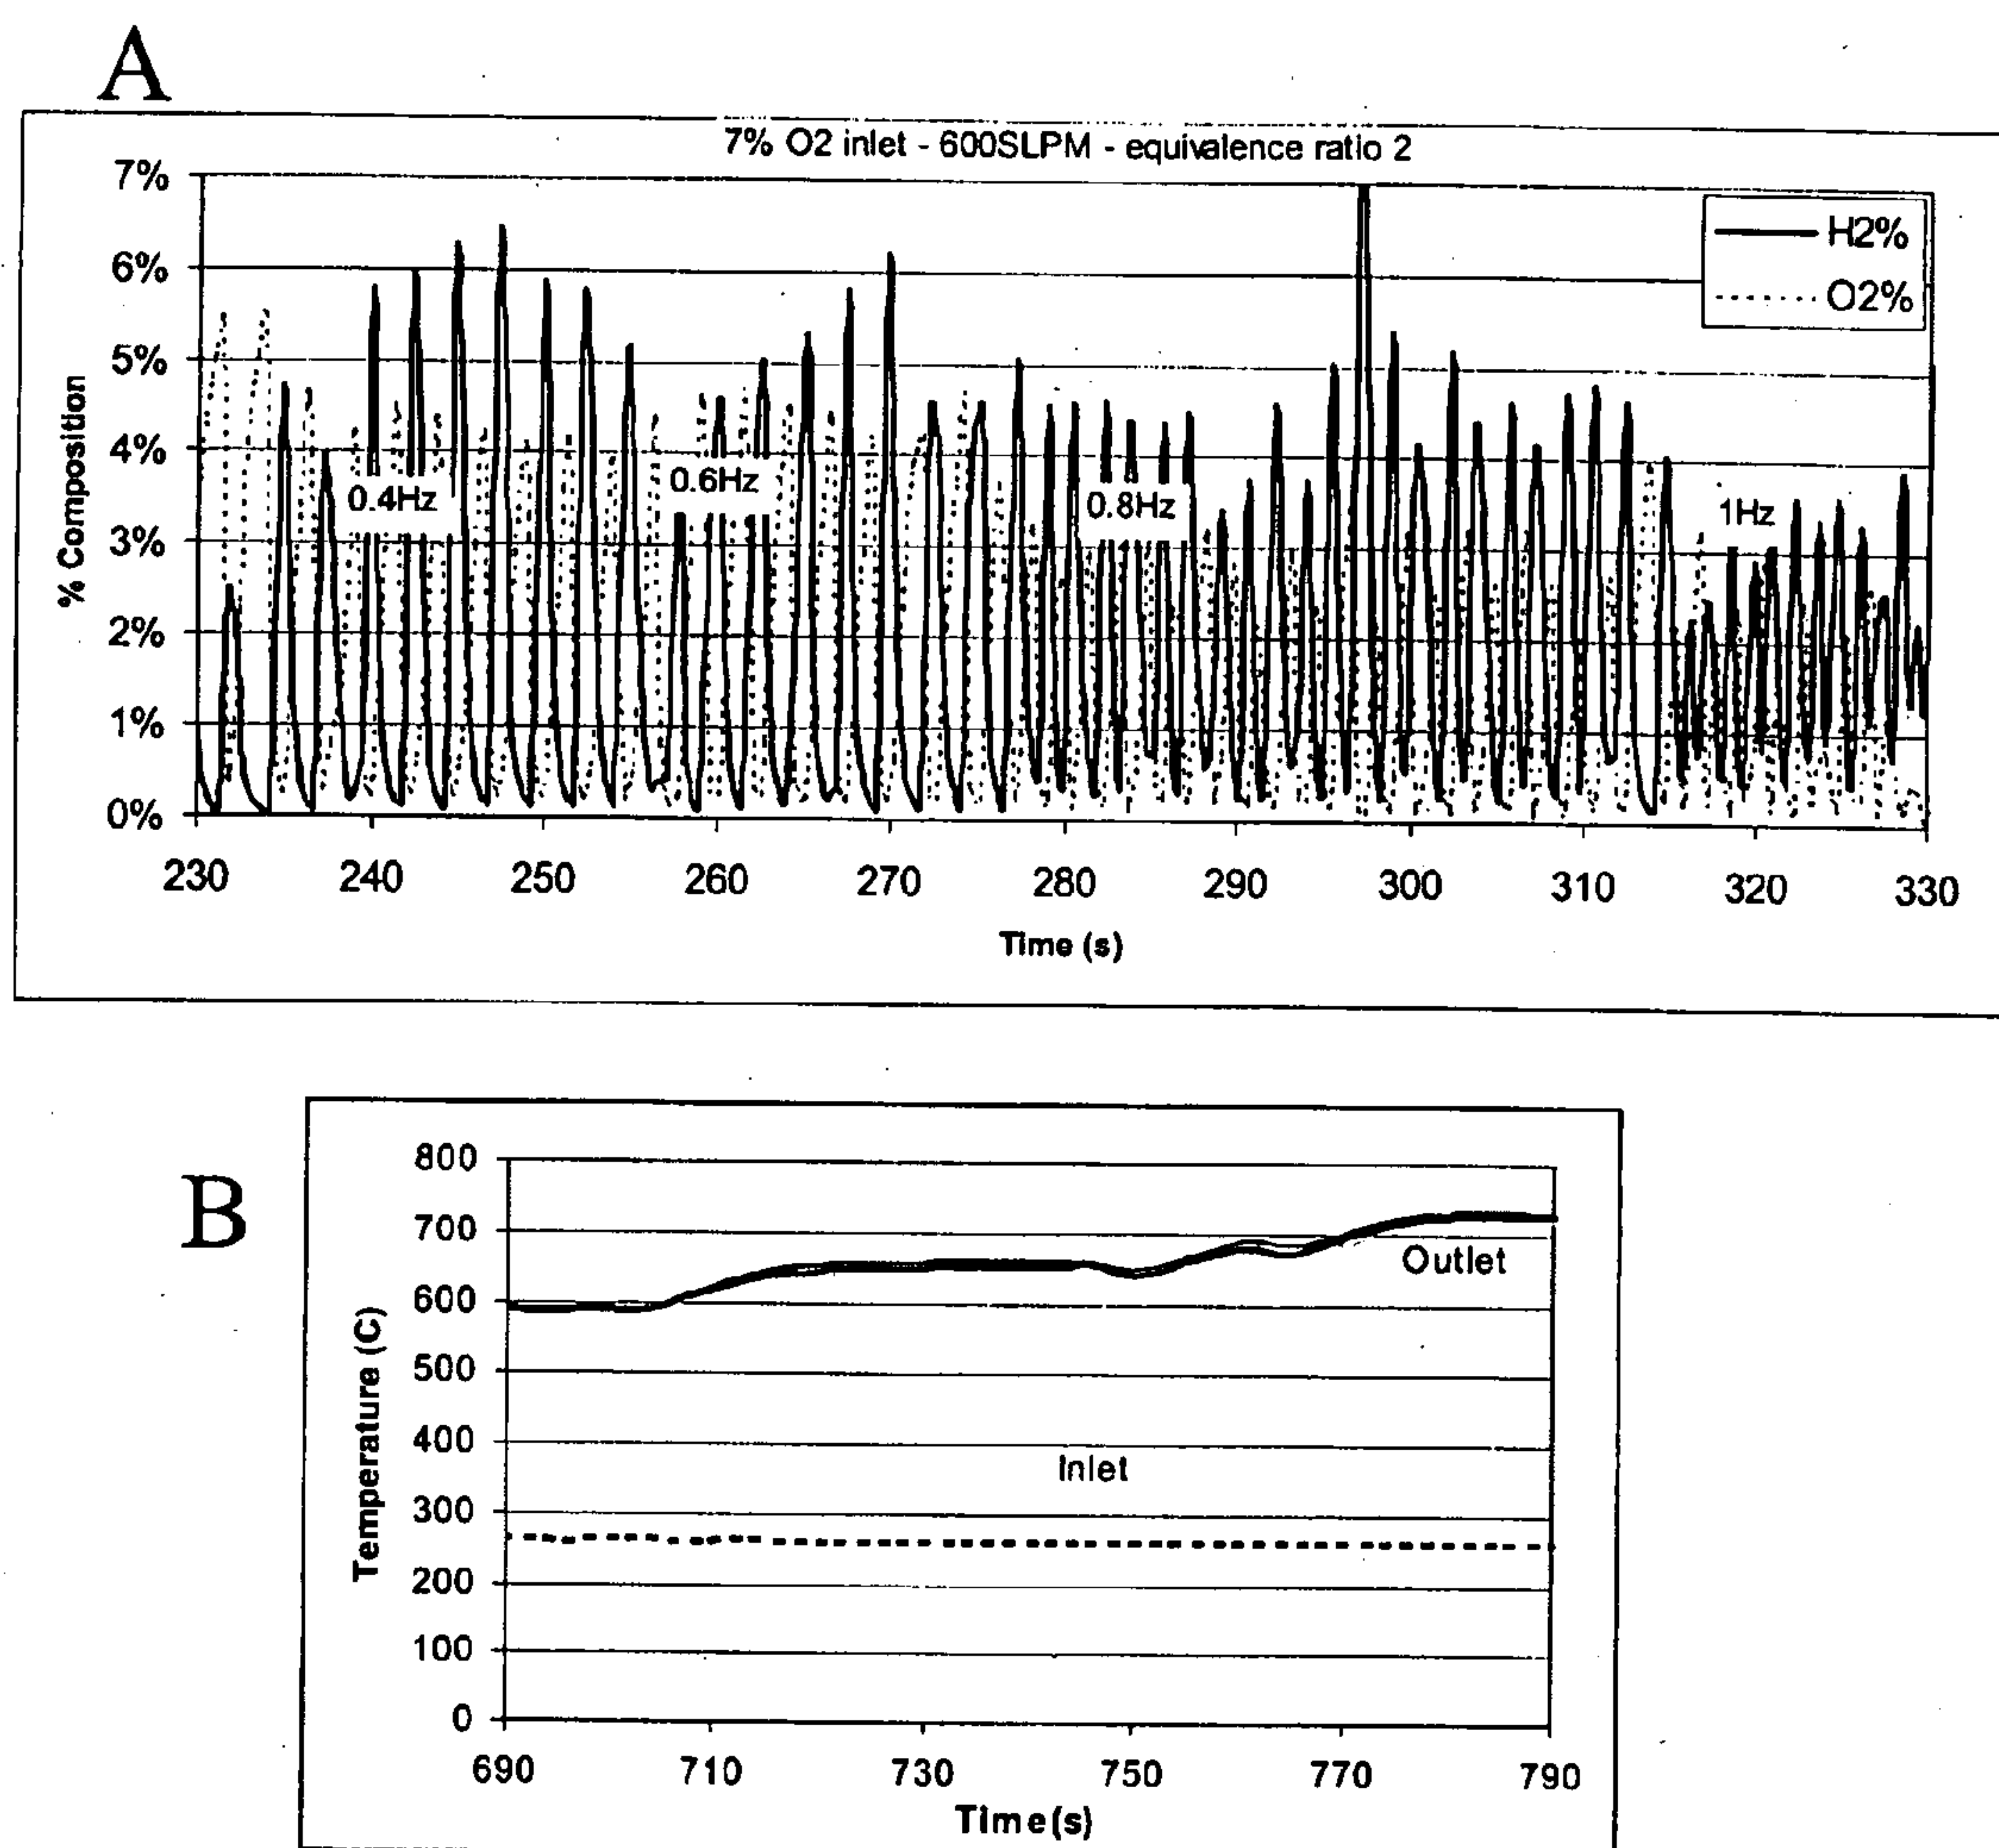 A
7% O2 inlet - 600SLPM - equivalence ratio 2
7%
6%
5%
4%
3%
2%
1%
0%
% Composition
H2%
O2%
0.4Hz
0.6Hz
0.8Hz
1Hz
230 240 250 260 270 280 290 300 310 320 330
Time (s)
B
800
700
600
500
400
300
200
100
0
Temperature (C)
Outlet
Inlet
690 710 730 750 770 790
Time(s)